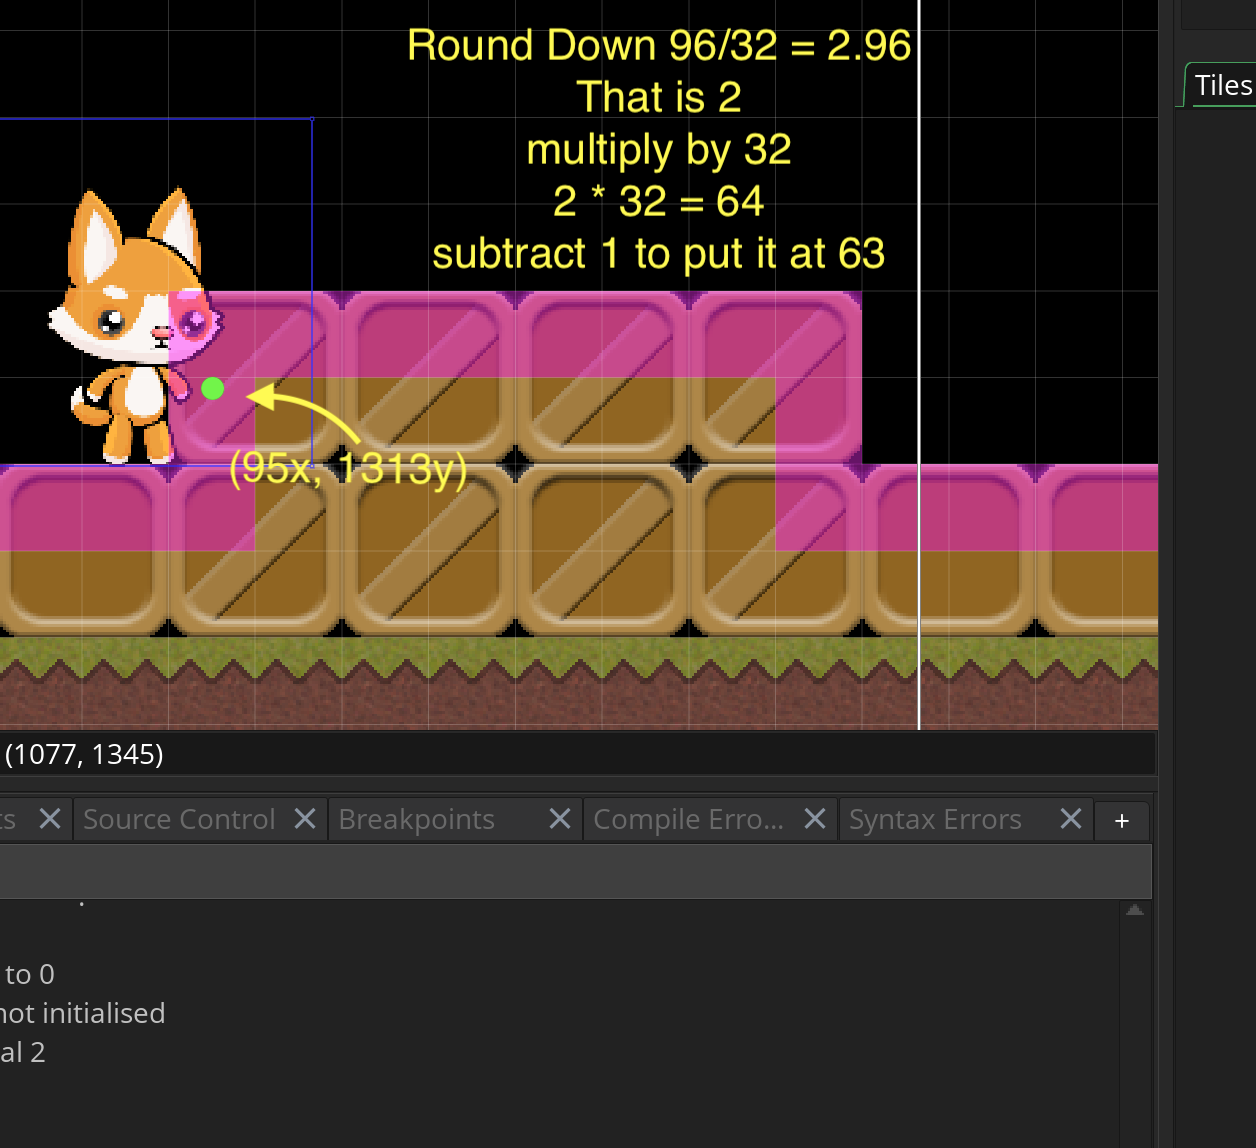 Round Down 96/32 = 2.96
That is 2
multiply by 32
2 * 32 = 64
subtract 1 to put it at 63
Tiles
(95x, 1313y)
(1077, 1345)
Source Control
Breakpoints
Compile Erro...
Syntax Errors
+
to 0
not initialised
al 2